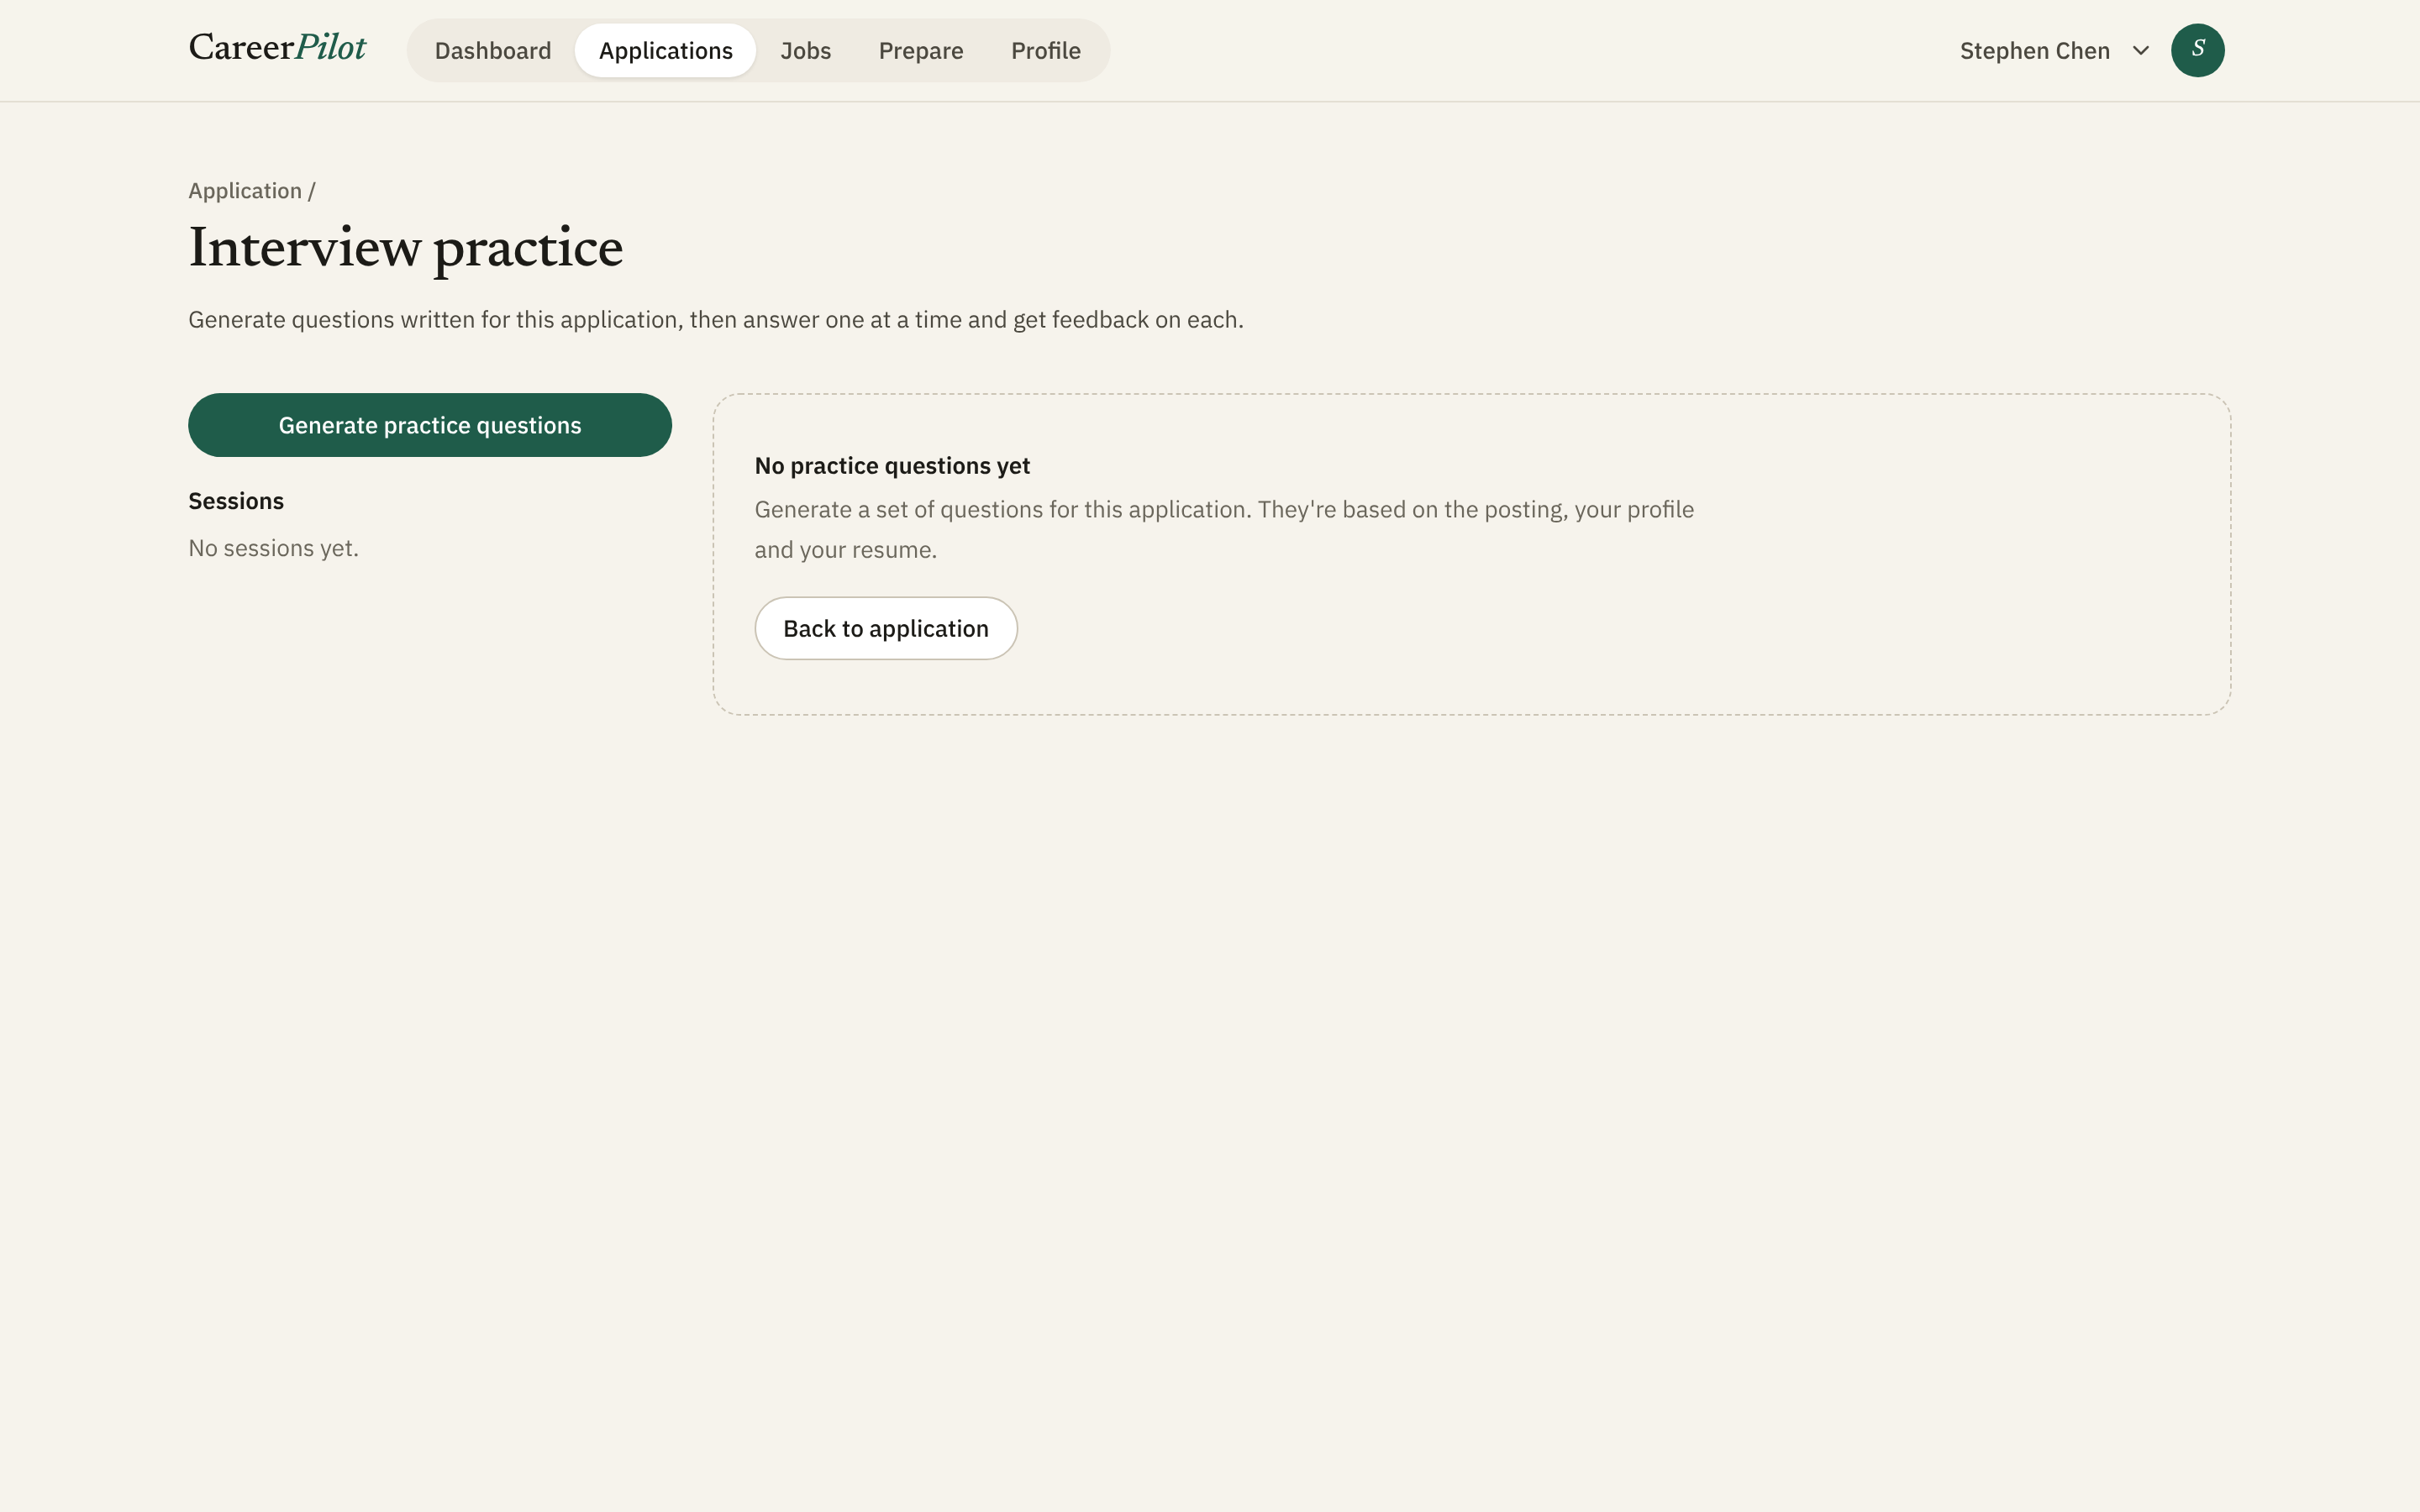 CareerPilot
Dashboard
Applications
Jobs
Prepare
Profile
Stephen Chen
S
Application /
Interview practice
Generate questions written for this application, then answer one at a time and get feedback on each.
Generate practice questions
Sessions
No sessions yet.
No practice questions yet
Generate a set of questions for this application. They're based on the posting, your profile
and your resume.
Back to application